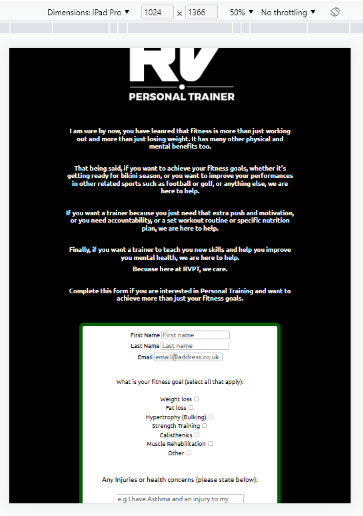 Dimensions: iPad Pro ▼ 1024 × 1366 50% ▼ No throttling ▼
RV
PERSONAL TRAINER
I am sure by now, you have leanred that fitness is more than just working
out and more than just losing weight. It has many other physical and
mental benefits too.
That being said, if you want to achieve your fitness goals, whether it's
getting ready for bikini season, or you want to improve your performances
in other related sports such as football or golf, or anything else, we are
here to help.
If you want a trainer because you just need that extra push and motivation,
or you need accountability, or a set workout routine or specific nutrition
plan, we are here to help.
Finally, if you want a trainer to teach you new skills and help you improve
you mental health, we are here to help.
Becuase here at RVPT, we care.
Complete this form if you are interested in Personal Training and want to
achieve more than just your fitness goals.
First Name First name
Last Name Last name
Email email@address.co.uk
What is your fitness goal (select all that apply):
Weight loss
Fat loss
Hypertrophy (Bulking)
Strength Training
Calisthenics
Muscle Rehabilitation
Other
Any Injuries or health concerns (please state below):
e.g.I have Asthma and an injury to my